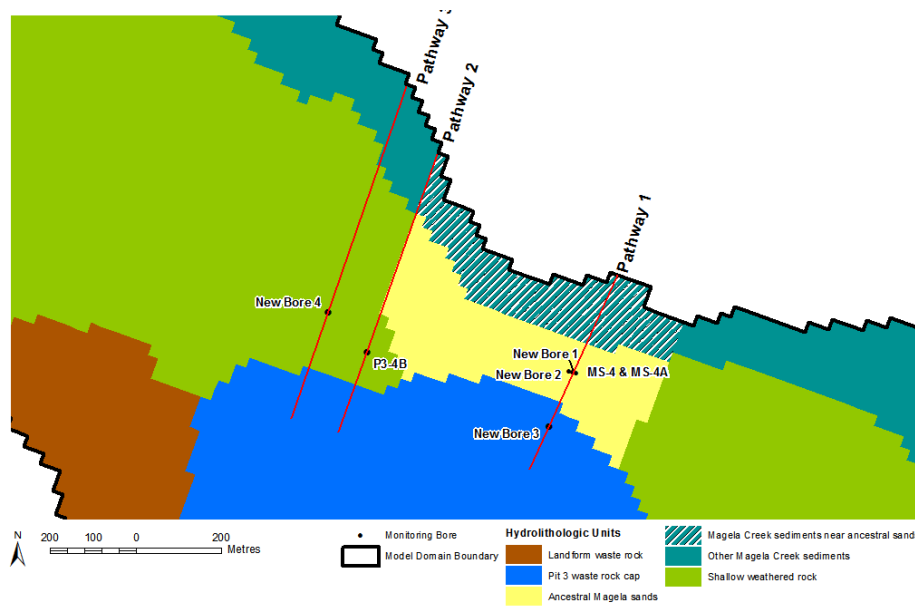 Pathway
Pathway 2
Pathway 1
New Bore 4
P3-4B
New Bore 1
New Bore 2
MS-4 & MS-4A
New Bore 3
N
200 100 0 200
Metres
Monitoring Bore
Model Domain Boundary
Hydrolithologic Units
Landform waste rock
Pit 3 waste rock cap
Ancestral Magela sands
Magela Creek sediments near ancestral sand
Other Magela Creek sediments
Shallow weathered rock